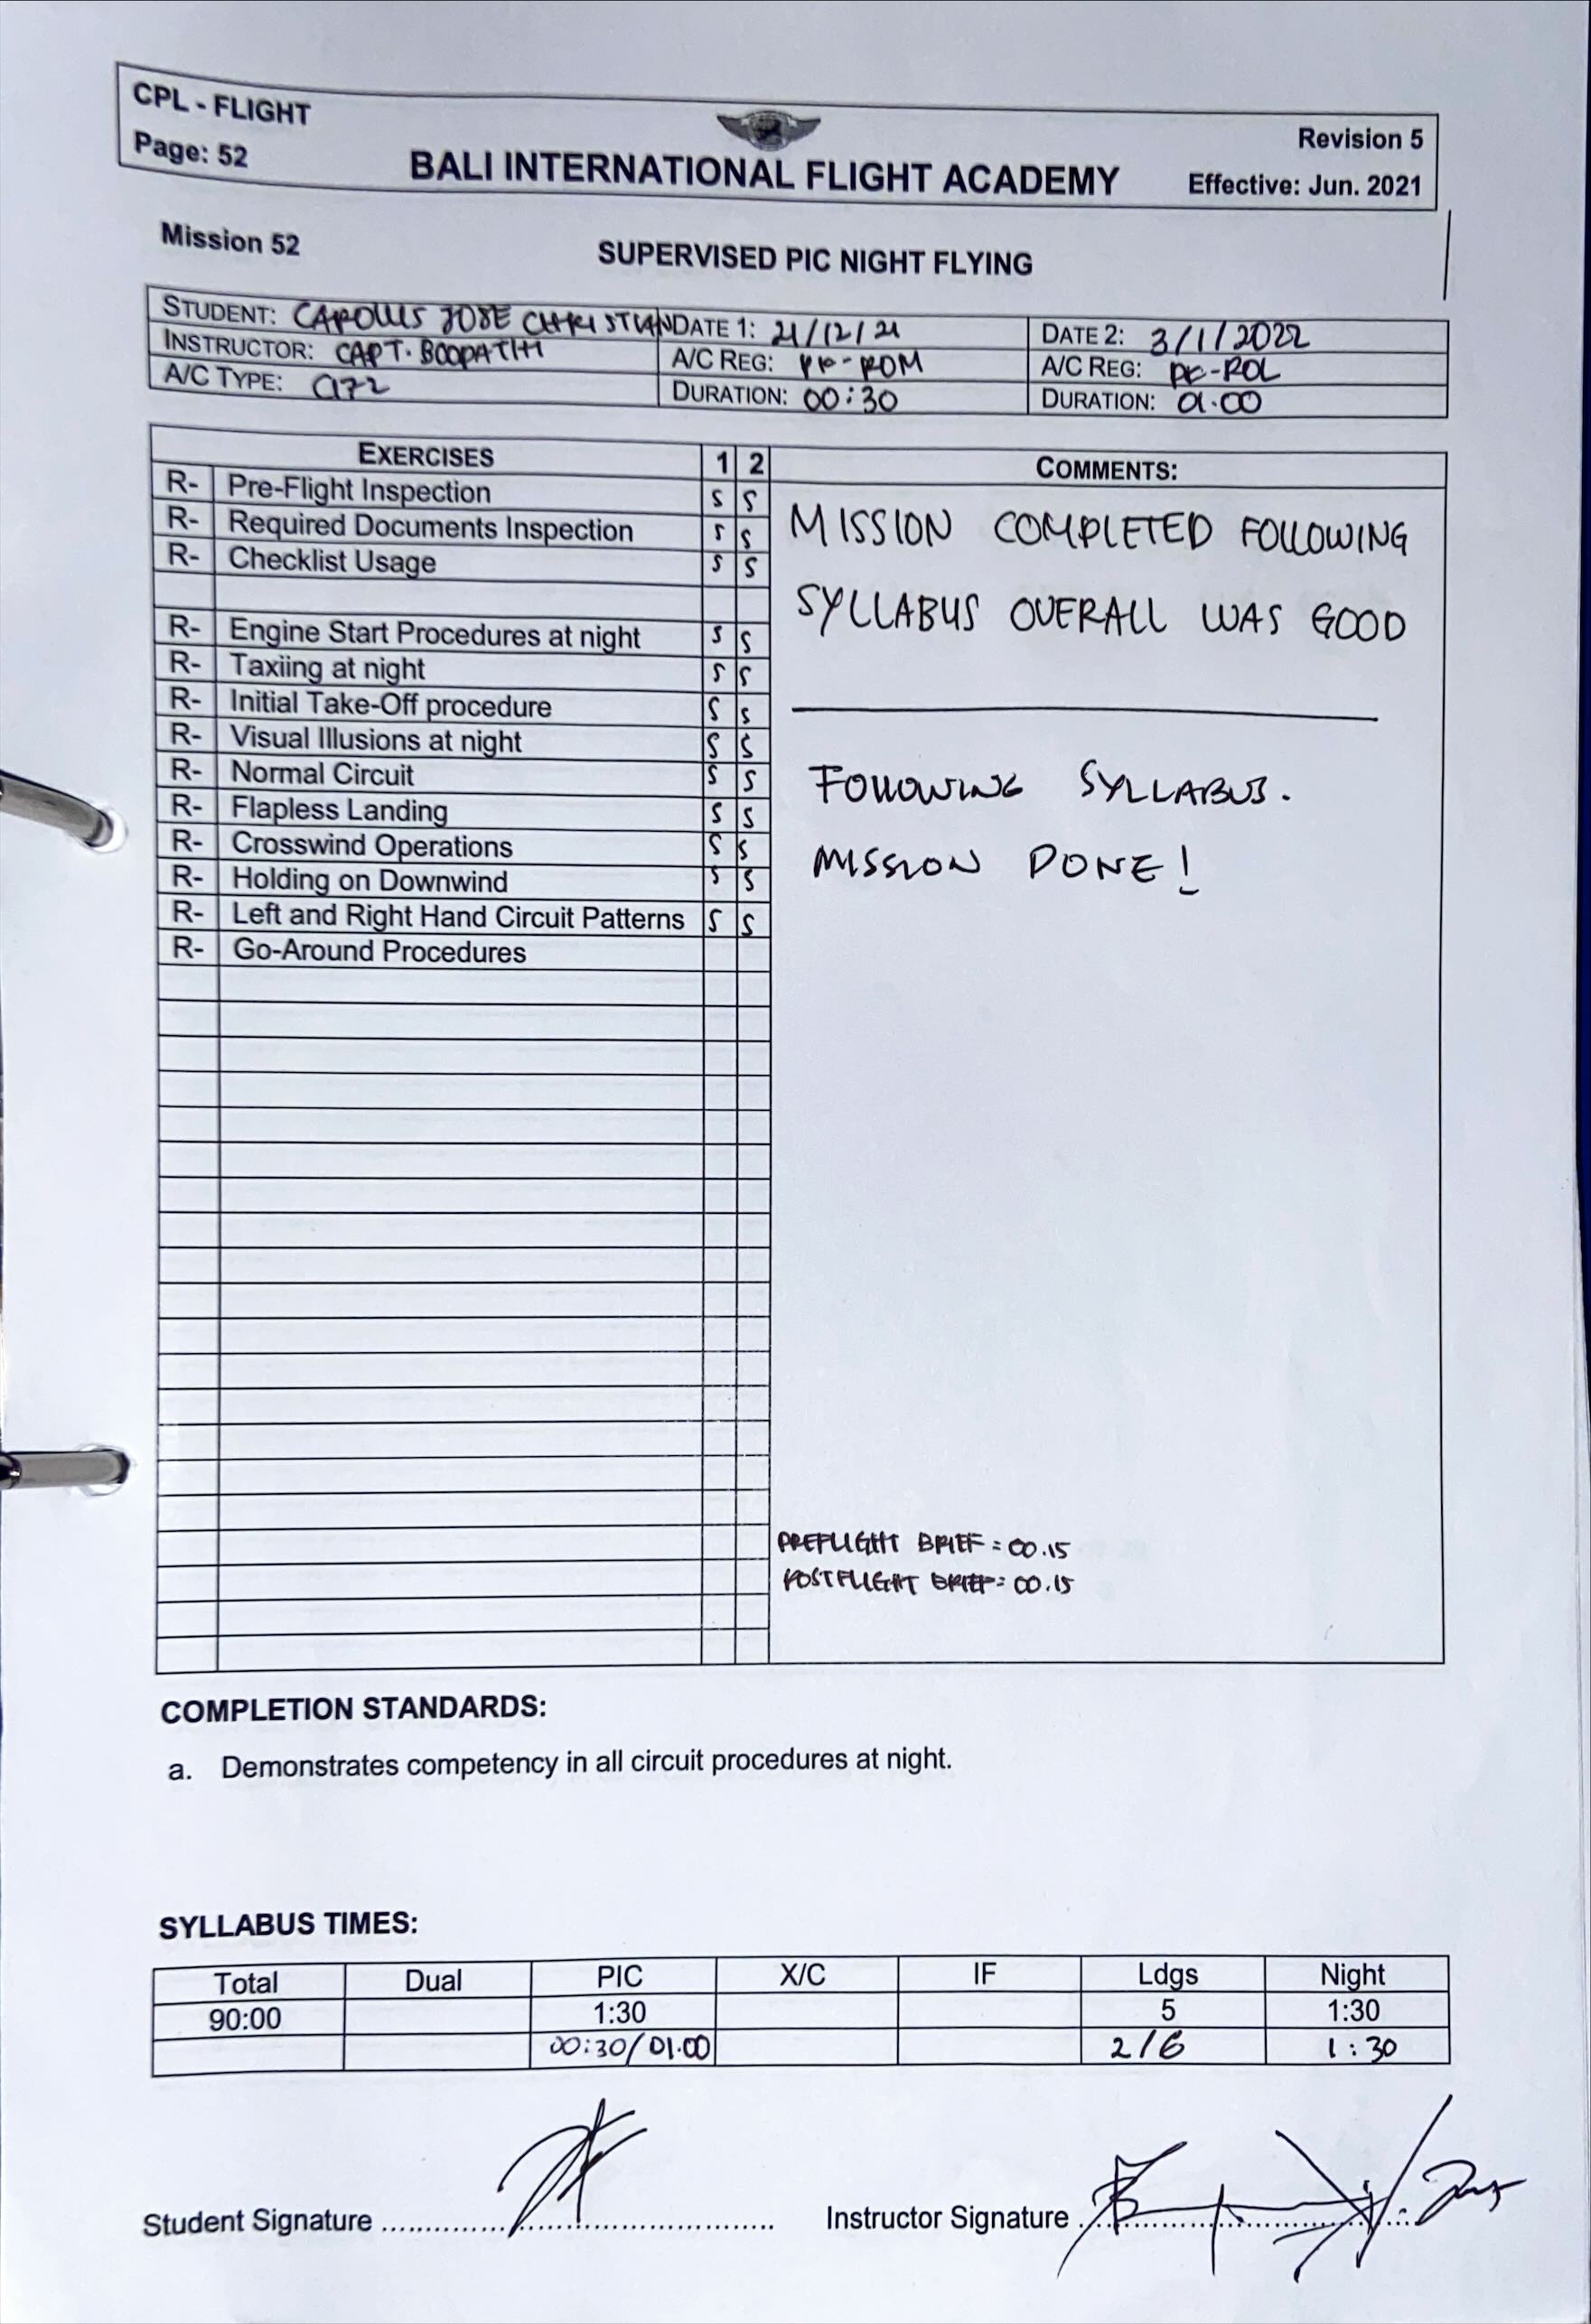 CPL - FLIGHT
Page: 52
BALI INTERNATIONAL FLIGHT ACADEMY
Revision 5
Effective: Jun. 2021
Mission 52
SUPERVISED PIC NIGHT FLYING
STUDENT: CAROLUS JOSE CHRISTIAN DATE 1: 21/12/21 DATE 2: 3/1/2022
INSTRUCTOR: CAPT. BOOPATHI A/C REG: PK-ROM A/C REG: PK-ROL
A/C TYPE: C172 DURATION: 00:30 DURATION: 01.00
EXERCISES 1 2 COMMENTS:
R- Pre-Flight Inspection S S
R- Required Documents Inspection S S
R- Checklist Usage S S
R- Engine Start Procedures at night S S
R- Taxiing at night S S
R- Initial Take-Off procedure S S
R- Visual Illusions at night S S
R- Normal Circuit S S
R- Flapless Landing S S
R- Crosswind Operations S S
R- Holding on Downwind S S
R- Left and Right Hand Circuit Patterns S S
R- Go-Around Procedures
MISSION COMPLETED FOLLOWING
SYLLABUS OVERALL WAS GOOD
FOLLOWING SYLLABUS.
MISSION DONE!
PREFLIGHT BRIEF = 00.15
POSTFLIGHT BRIEF = 00.15
COMPLETION STANDARDS:
a. Demonstrates competency in all circuit procedures at night.
SYLLABUS TIMES:
Total Dual PIC X/C IF Ldgs Night
90:00 1:30 5 1:30
00:30/01.00 2/6 1:30
Student Signature ..........
Instructor Signature ..........